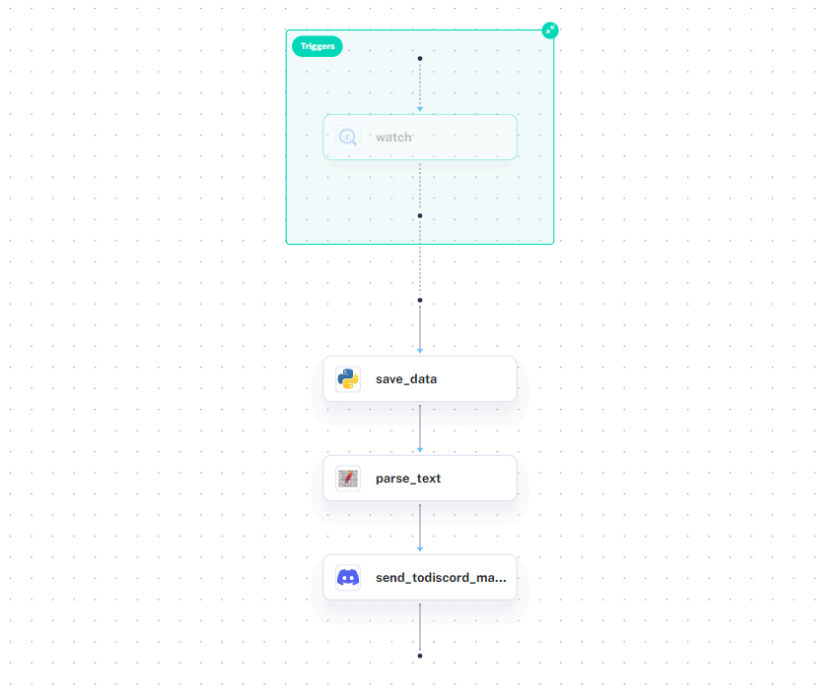 Triggers
watch
save_data
parse_text
send_todiscord_ma...